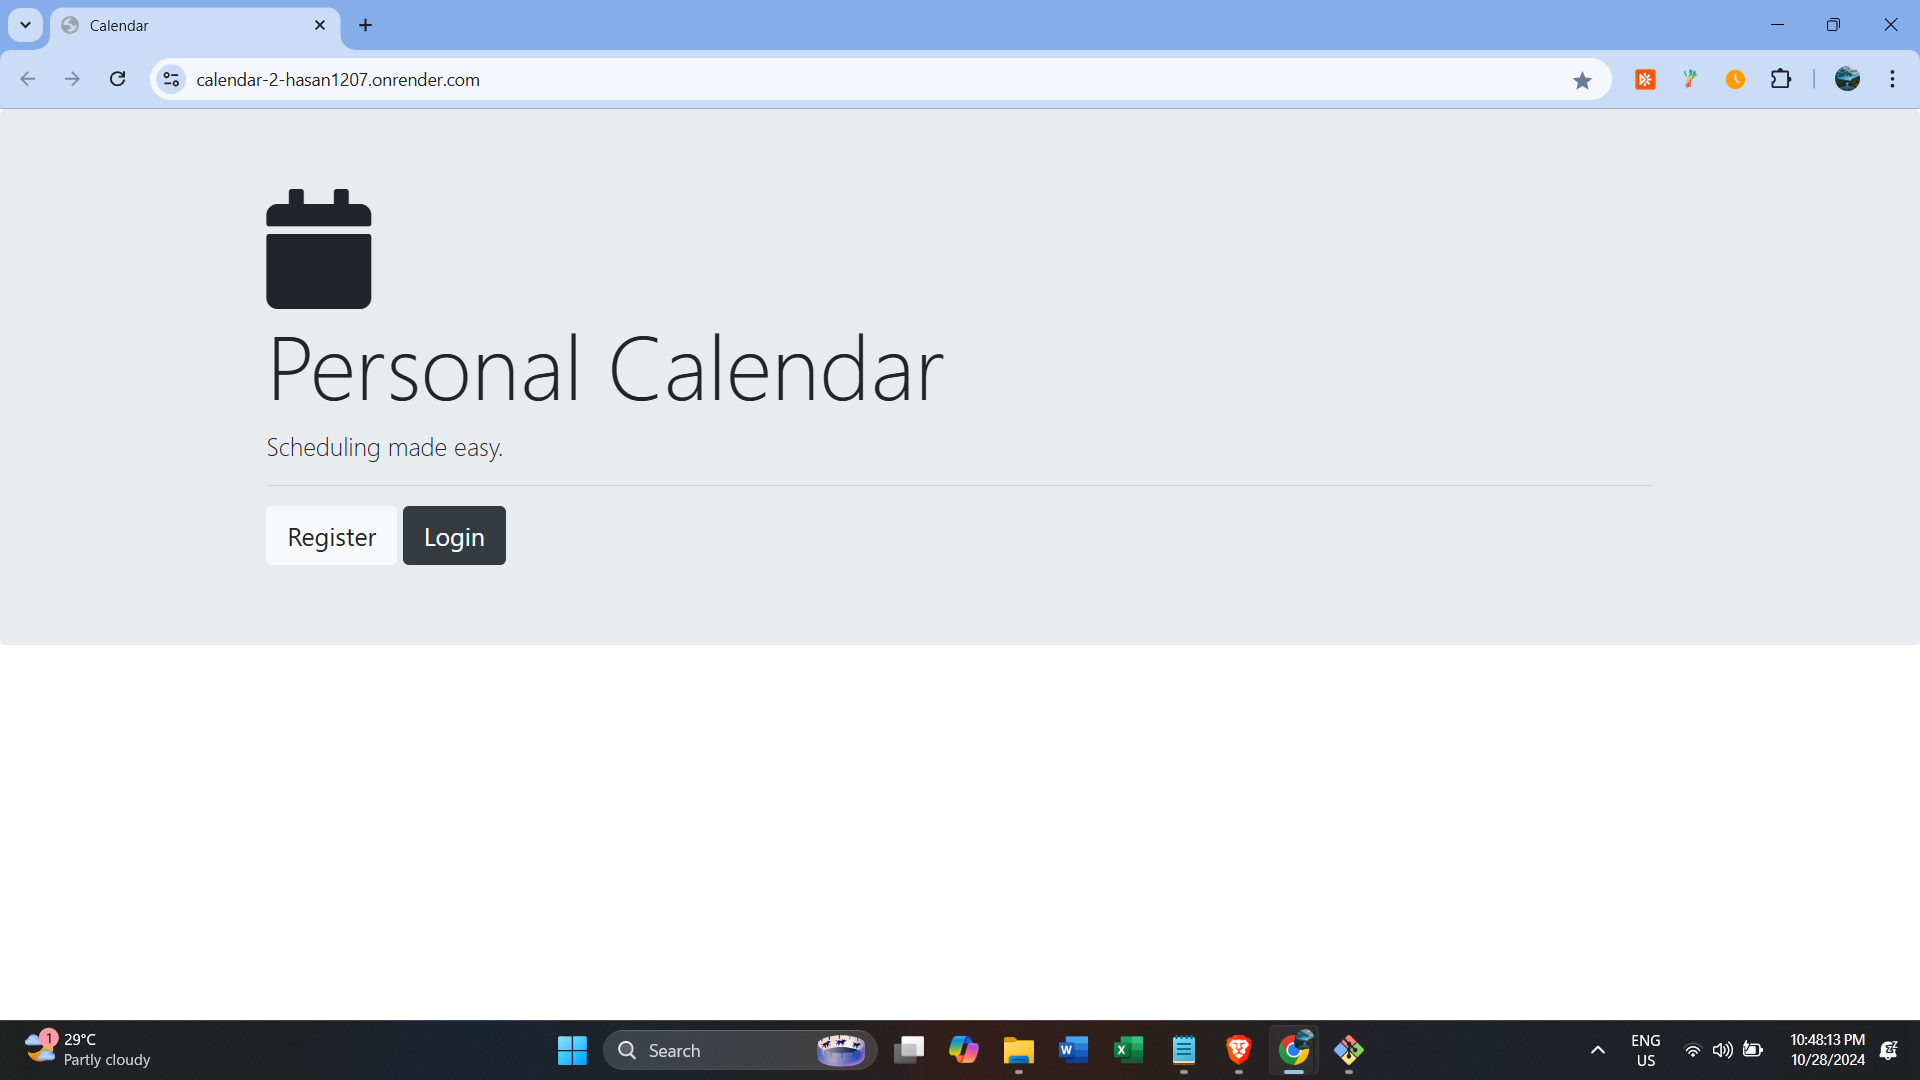 Calendar
calendar-2-hasan1207.onrender.com
Personal Calendar
Scheduling made easy.
Register Login
1
29°C
Partly cloudy
Search
ENG
US
10:48:13 PM
10/28/2024